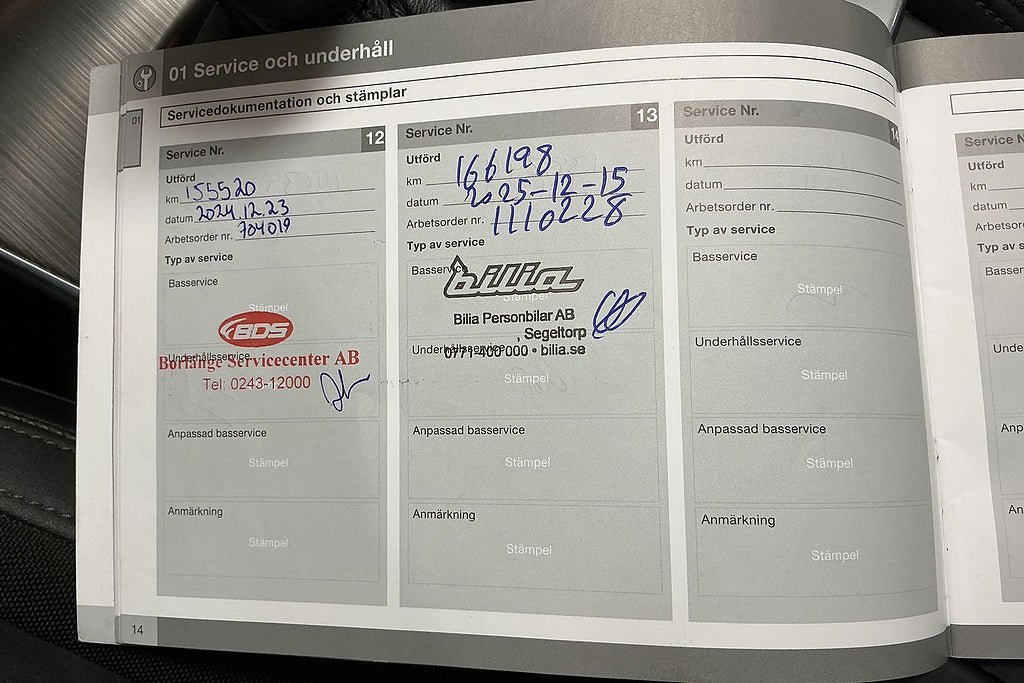 01 Service och underhåll
01
Servicedokumentation och stämplar
Service Nr. 12
Utförd
km 155520
datum 2024.12.23
Arbetsorder nr. 704019
Typ av service
Basservice
Stämpel
BDS
Underhållsservice
Borlänge Servicecenter AB
Tel: 0243-12000
Anpassad basservice
Stämpel
Anmärkning
Stämpel
Service Nr. 13
Utförd
km 166198
datum 2025-12-15
Arbetsorder nr. 1110228
Typ av service
Basservice
bilia
Stämpel
Bilia Personbilar AB
, Segeltorp
Underhållsservice
0771-400 000 • bilia.se
Stämpel
Anpassad basservice
Stämpel
Anmärkning
Stämpel
Service Nr. 14
Utförd
km
datum
Arbetsorder nr.
Typ av service
Basservice
Stämpel
Underhållsservice
Stämpel
Anpassad basservice
Stämpel
Anmärkning
Stämpel
14
Service Nr.
Utförd
km
datum
Typ av s
Basser